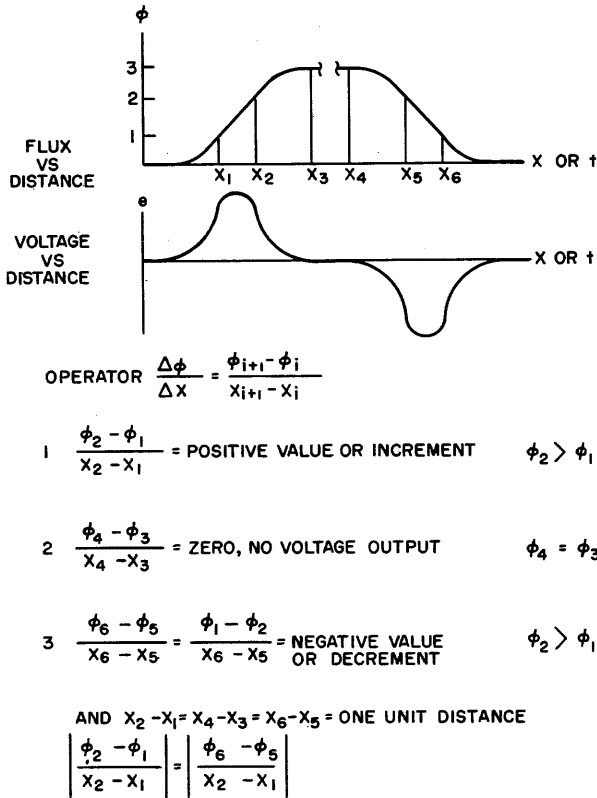 ϕ
3
2
1
FLUX
VS
DISTANCE
X OR t
X₁ X₂ X₃ X₄ X₅ X₆
e
VOLTAGE
VS
DISTANCE
X OR t
OPERATOR Δϕ/ΔX = (ϕᵢ₊₁-ϕᵢ)/(Xᵢ₊₁-Xᵢ)
1 (ϕ₂ - ϕ₁)/(X₂ - X₁) = POSITIVE VALUE OR INCREMENT ϕ₂ > ϕ₁
2 (ϕ₄ - ϕ₃)/(X₄ - X₃) = ZERO, NO VOLTAGE OUTPUT ϕ₄ = ϕ₃
3 (ϕ₆ - ϕ₅)/(X₆ - X₅) = (ϕ₁ - ϕ₂)/(X₆ - X₅) = NEGATIVE VALUE ϕ₂ > ϕ₁
OR DECREMENT
AND X₂ - X₁ = X₄ - X₃ = X₆ - X₅ = ONE UNIT DISTANCE
|(ϕ₂ - ϕ₁)/(X₂ - X₁)| = |(ϕ₆ - ϕ₅)/(X₂ - X₁)|